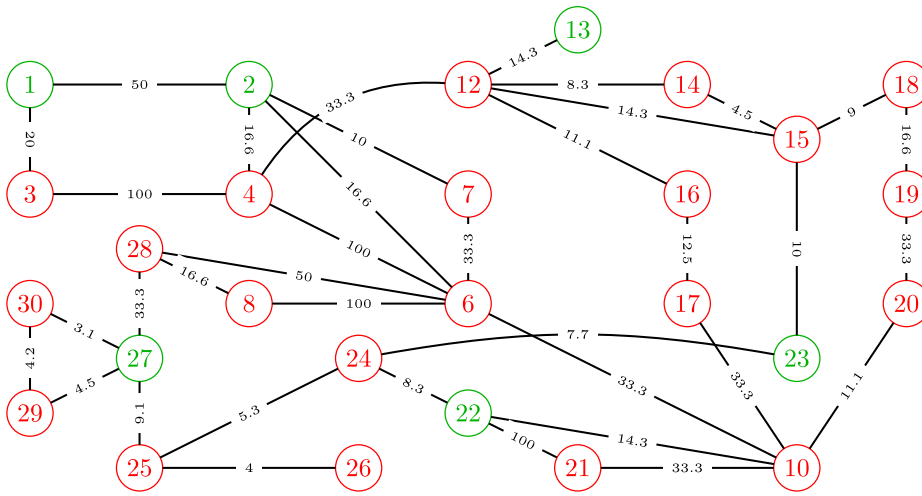 13
14.3
1 50 2 33.3 12 8.3 14 18
4.5 9
14.3 15
20 16.6 10 16.6
11.1
3 100 4 16.6 7 16 19
28 100 33.3 12.5 10 33.3
50
16.6
30 33.3 8 100 6 17 20
3.1 7.7
4.2 27 24 23
4.5 8.3 33.3 33.3 11.1
29 9.1 5.3 22
100 14.3
25 4 26 21 33.3 10